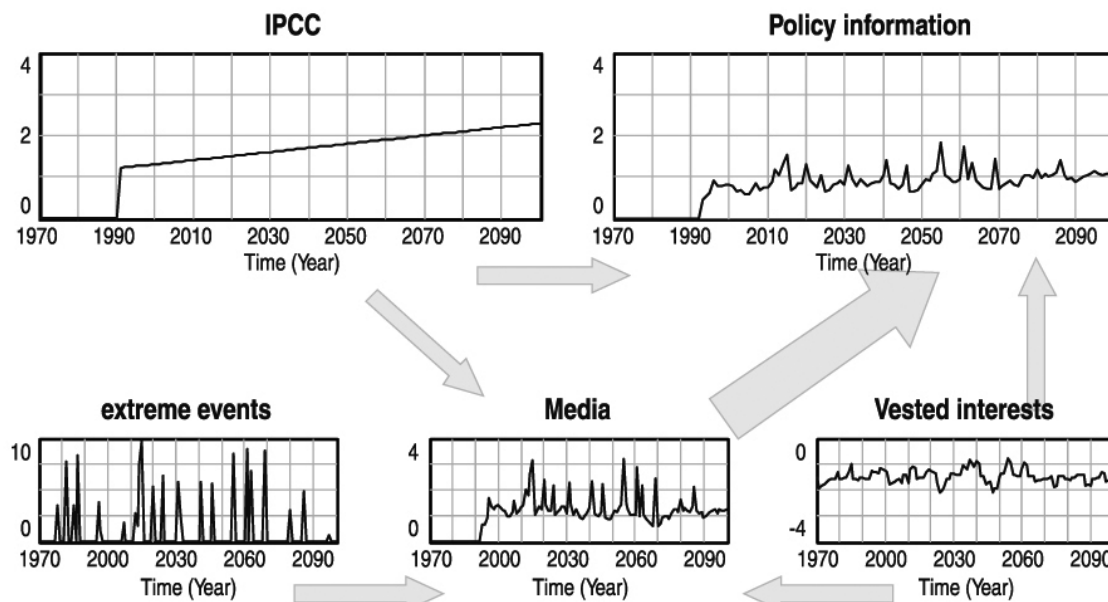 IPCC
4
2
0
1970 1990 2010 2030 2050 2070 2090
Time (Year)
Policy information
4
2
0
1970 1990 2010 2030 2050 2070 2090
Time (Year)
extreme events
10
0
1970 2000 2030 2060 2090
Time (Year)
Media
4
0
1970 2000 2030 2060 2090
Time (Year)
Vested interests
0
-4
1970 2000 2030 2060 2090
Time (Year)